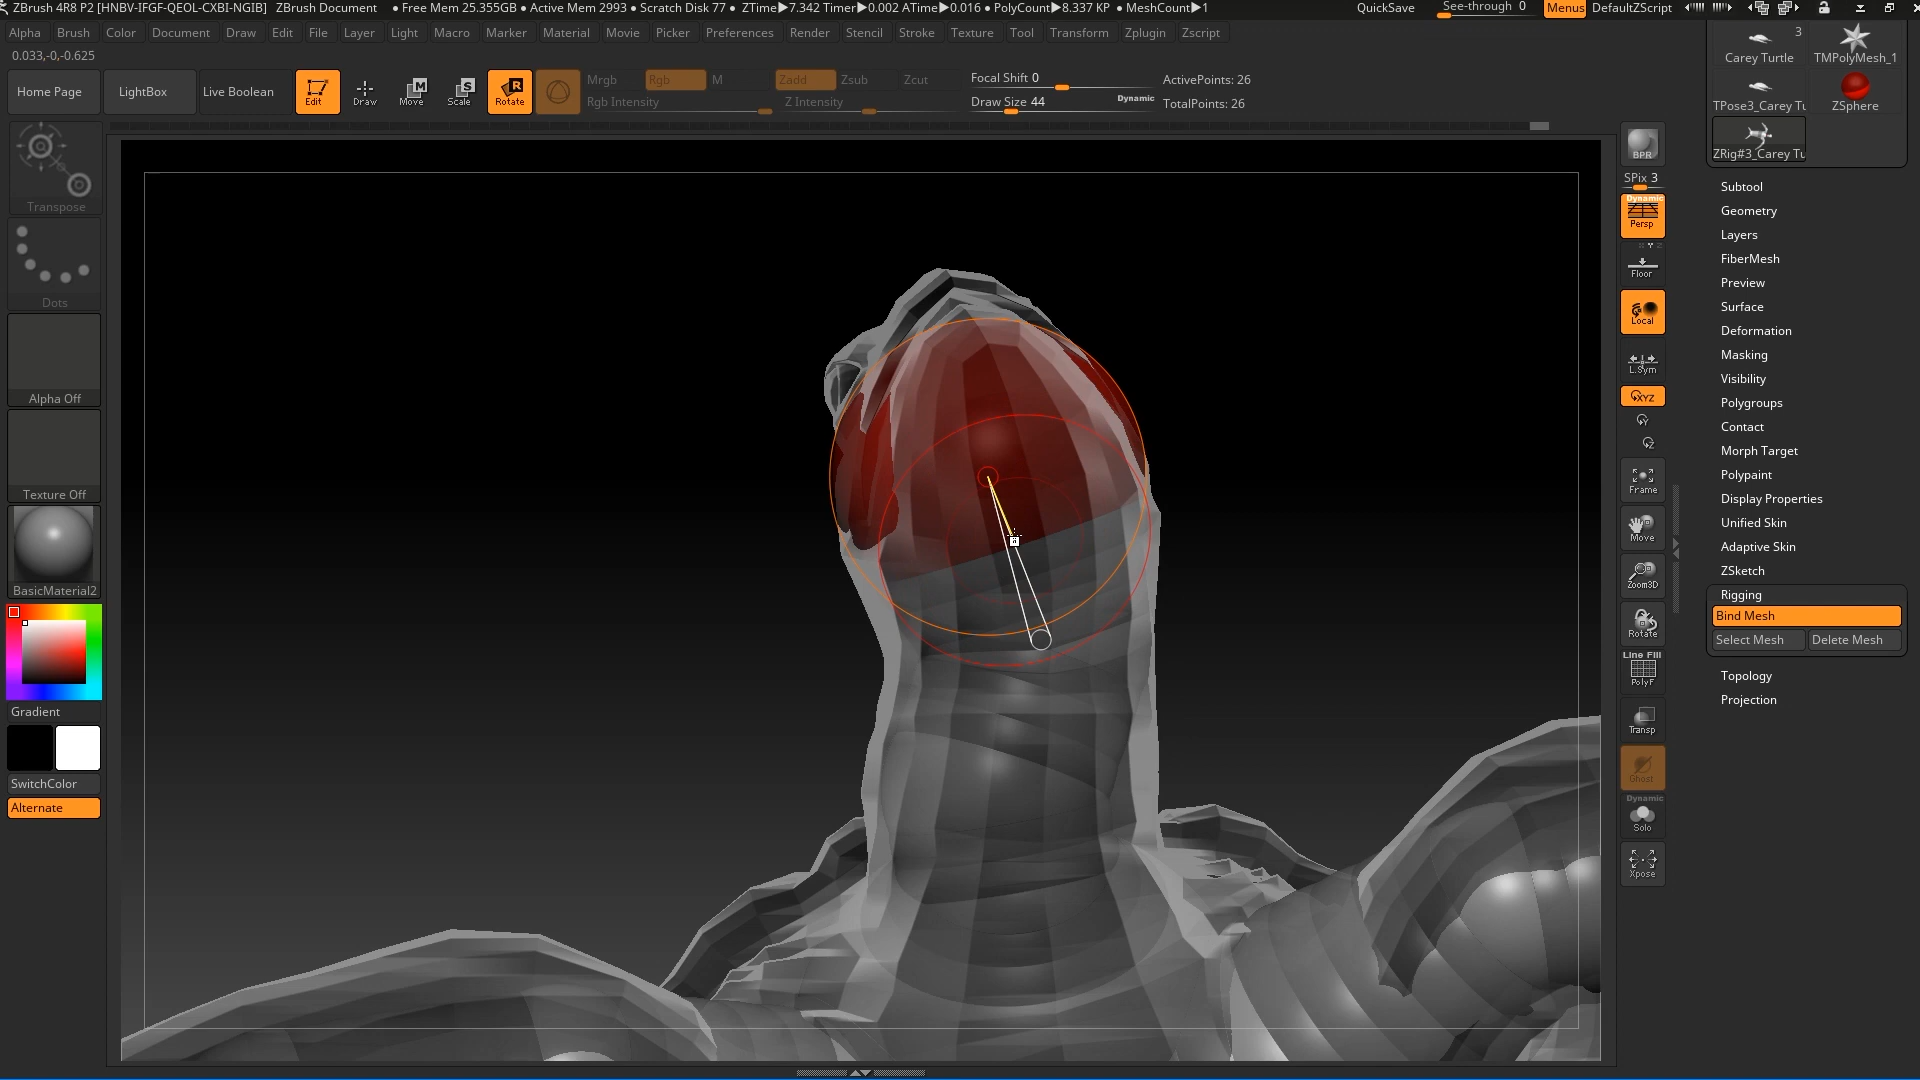 ZBrush 4R8 P2 [HNBV-IFGF-QEOL-CXBI-NGIB] ZBrush Document • Free Mem 25.355GB • Active Mem 2993 • Scratch Disk 77 • ZTime▶7.342 Timer▶0.002 ATime▶0.016 • PolyCount▶8.337 KP • MeshCount▶1 QuickSave See-through 0 Menus DefaultZScript
Alpha Brush Color Document Draw Edit File Layer Light Macro Marker Material Movie Picker Preferences Render Stencil Stroke Texture Tool Transform Zplugin Zscript
0.033,-0,-0.625
Home Page LightBox Live Boolean Edit Draw Move Scale Rotate
M S R
Mrgb Rgb M Zadd Zsub Zcut
Rgb Intensity Z Intensity
Focal Shift 0
Draw Size 44 Dynamic
ActivePoints: 26
TotalPoints: 26
Transpose
Dots
Alpha Off
Texture Off
BasicMaterial2
Gradient
SwitchColor
Alternate
BPR
SPix 3
Dynamic
Persp
Floor
Local
L.Sym
XYZ
Y
Z
Frame
Move
Zoom3D
Rotate
Line Fill
PolyF
Transp
Ghost
Dynamic
Solo
Xpose
3
Carey Turtle TMPolyMesh_1
TPose3_Carey Tu ZSphere
ZRig#3_Carey Tu
Subtool
Geometry
Layers
FiberMesh
Preview
Surface
Deformation
Masking
Visibility
Polygroups
Contact
Morph Target
Polypaint
Display Properties
Unified Skin
Adaptive Skin
ZSketch
Rigging
Bind Mesh
Select Mesh Delete Mesh
Topology
Projection